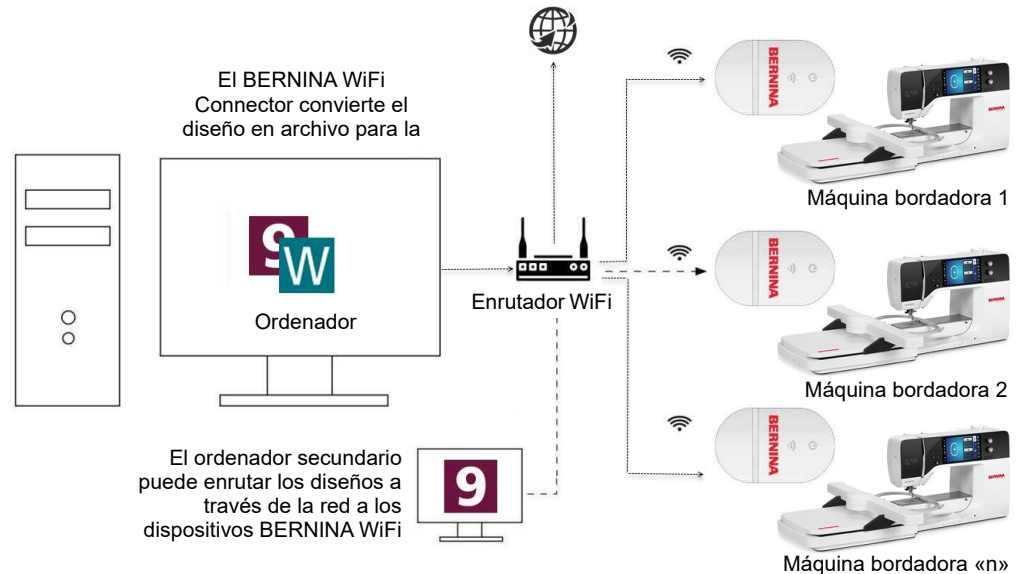 El BERNINA WiFi
Connector convierte el
diseño en archivo para la
9
W
Ordenador
Enrutador WiFi
BERNINA
Máquina bordadora 1
BERNINA
Máquina bordadora 2
BERNINA
Máquina bordadora «n»
El ordenador secundario
puede enrutar los diseños a
través de la red a los
dispositivos BERNINA WiFi
9